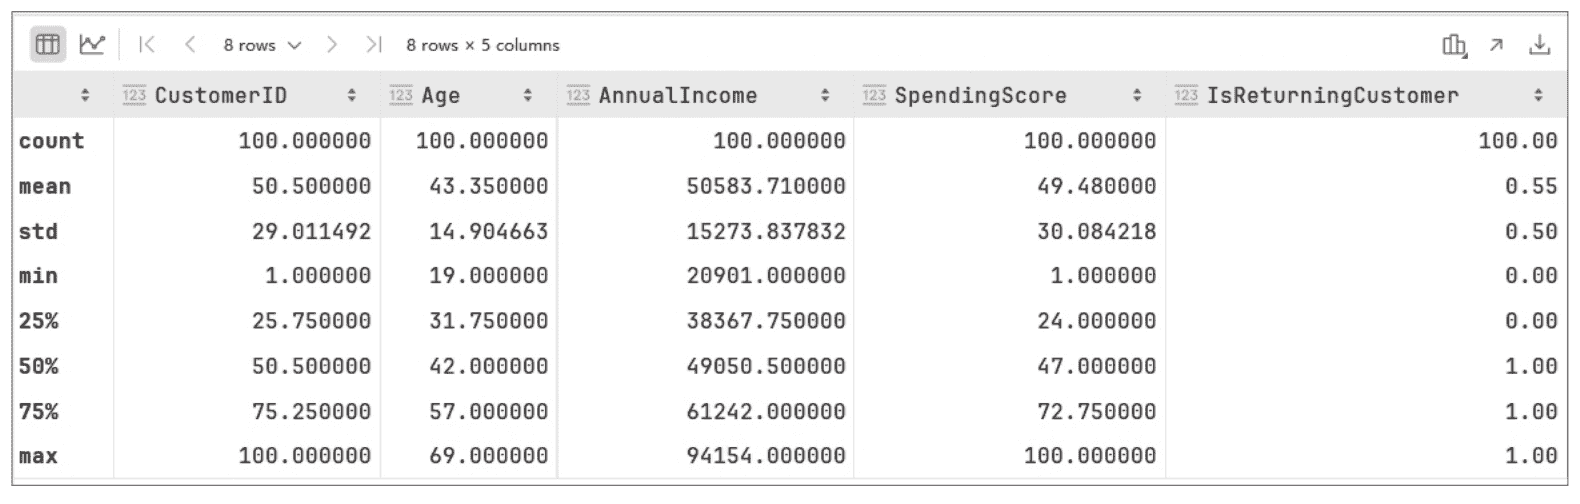 8 rows 8 rows × 5 columns
123 CustomerID 123 Age 123 AnnualIncome 123 SpendingScore 123 IsReturningCustomer
count 100.000000 100.000000 100.000000 100.000000 100.00
mean 50.500000 43.350000 50583.710000 49.480000 0.55
std 29.011492 14.904663 15273.837832 30.084218 0.50
min 1.000000 19.000000 20901.000000 1.000000 0.00
25% 25.750000 31.750000 38367.750000 24.000000 0.00
50% 50.500000 42.000000 49050.500000 47.000000 1.00
75% 75.250000 57.000000 61242.000000 72.750000 1.00
max 100.000000 69.000000 94154.000000 100.000000 1.00